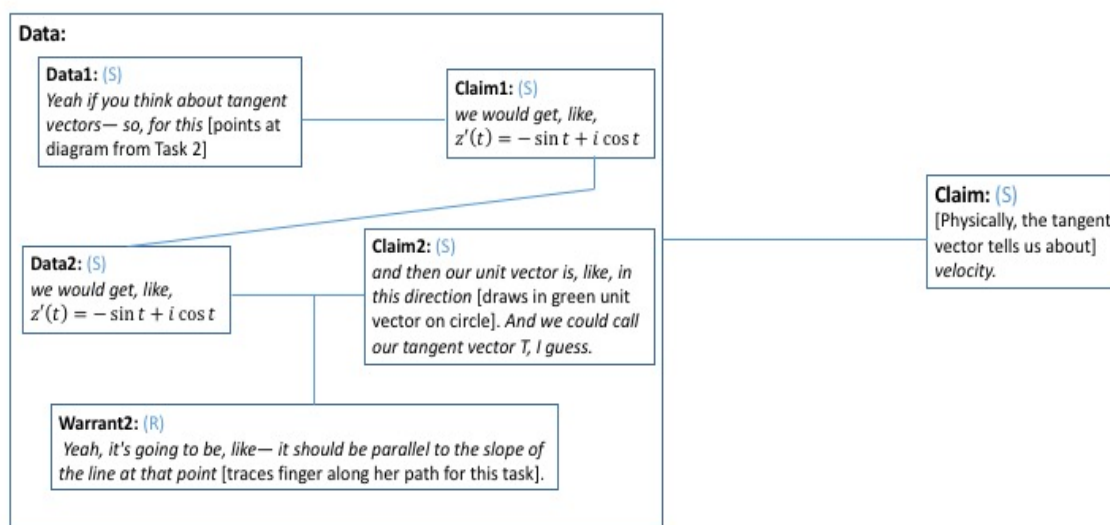 Data:
Data1: (S)
Yeah if you think about tangent
vectors— so, for this [points at
diagram from Task 2]
Claim1: (S)
we would get, like,
z′(t) = − sin t + i cos t
Data2: (S)
we would get, like,
z′(t) = − sin t + i cos t
Claim2: (S)
and then our unit vector is, like, in
this direction [draws in green unit
vector on circle]. And we could call
our tangent vector T, I guess.
Warrant2: (R)
Yeah, it's going to be, like— it should be parallel to the slope of
the line at that point [traces finger along her path for this task].
Claim: (S)
[Physically, the tangent
vector tells us about]
velocity.